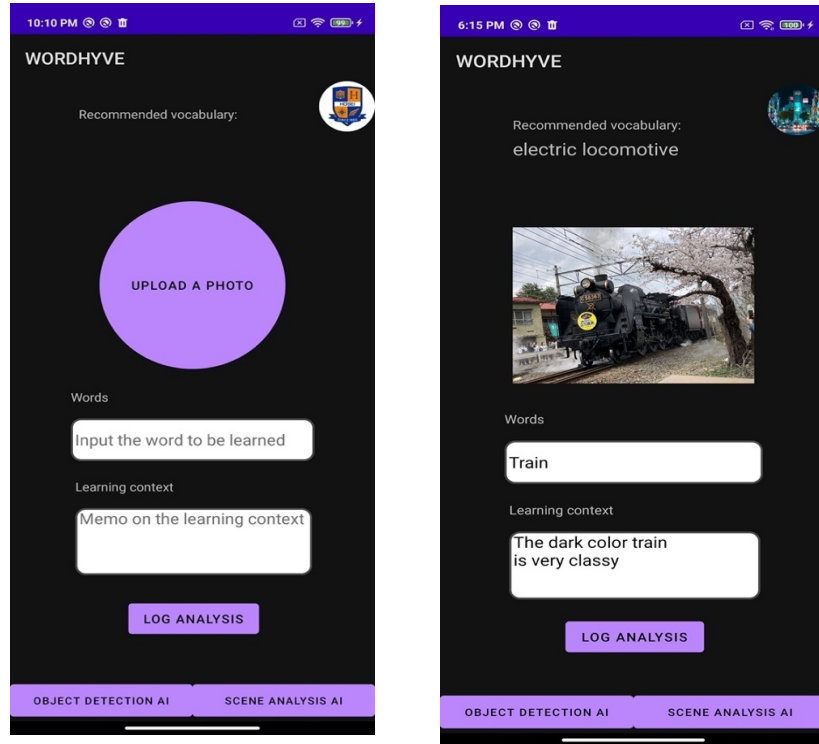 10:10 PM
99
WORDHYVE
Recommended vocabulary:
UPLOAD A PHOTO
Words
Input the word to be learned
Learning context
Memo on the learning context
LOG ANALYSIS
OBJECT DETECTION AI
SCENE ANALYSIS AI
6:15 PM
100
WORDHYVE
Recommended vocabulary:
electric locomotive
Words
Train
Learning context
The dark color train
is very classy
LOG ANALYSIS
OBJECT DETECTION AI
SCENE ANALYSIS AI